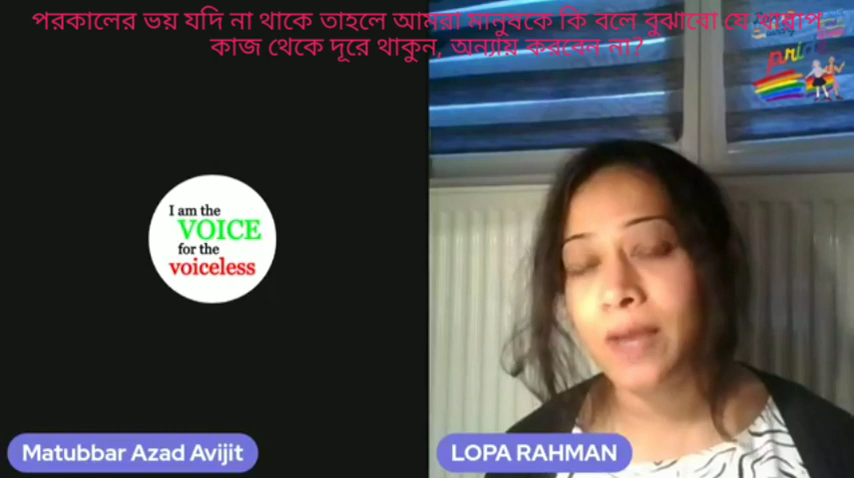 পরকালের ভয় যদি না থাকে তাহলে আমরা মানুষকে কি বলে বুঝাবো যে খারাপ
কাজ থেকে দূরে থাকুন, অন্যায় করবেন না?
I am the
VOICE
for the
voiceless
pride
Matubbar Azad Avijit
LOPA RAHMAN